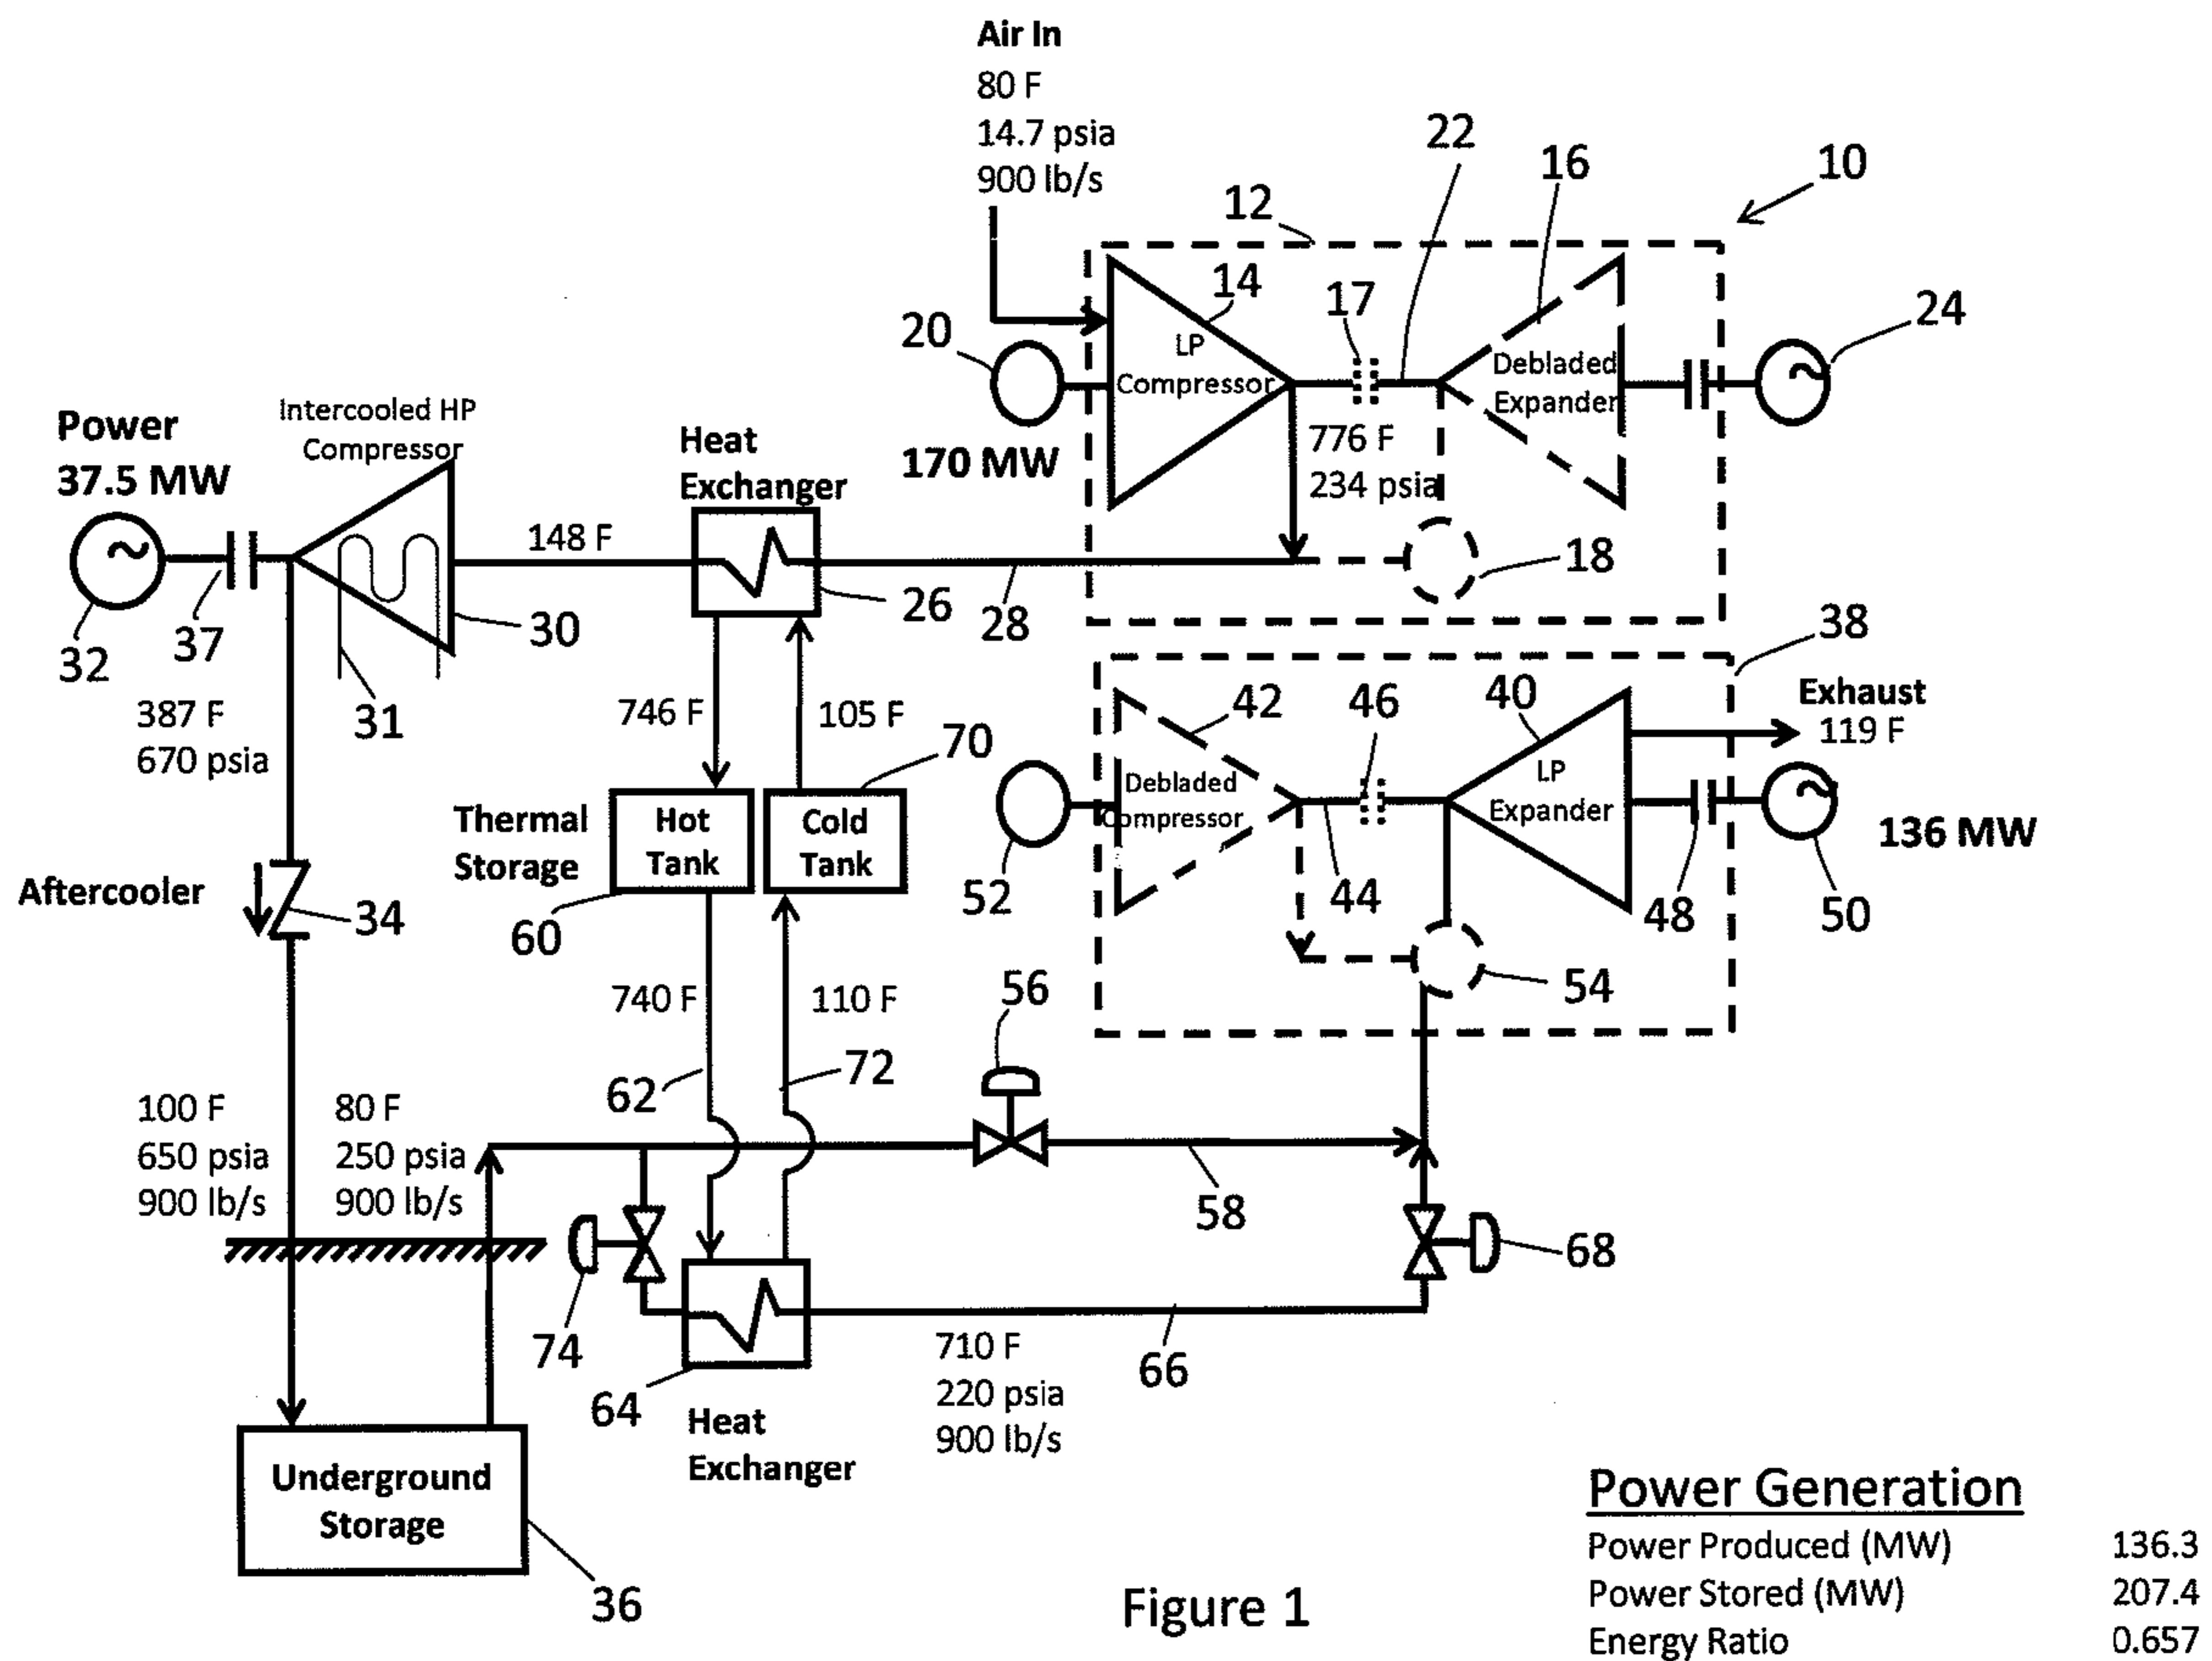 Air In
80 F
14.7 psia
900 lb/s
22
16
10
12
14
17
24
20
LP
Compressor
Debladed
Expander
776 F
234 psia
170 MW
18
28
Power
37.5 MW
Intercooled HP
Compressor
Heat
Exchanger
148 F
26
30
32
37
31
387 F
670 psia
746 F
105 F
70
38
42
46
40
Exhaust
119 F
Debladed
Compressor
LP
Expander
52
44
48
50
136 MW
54
Thermal
Storage
Hot
Tank
Cold
Tank
60
Aftercooler
34
740 F
110 F
56
62
72
100 F
650 psia
900 lb/s
80 F
250 psia
900 lb/s
58
68
74
64
Heat
Exchanger
710 F
220 psia
900 lb/s
66
Underground
Storage
36
Figure 1
Power Generation
Power Produced (MW) 136.3
Power Stored (MW) 207.4
Energy Ratio 0.657